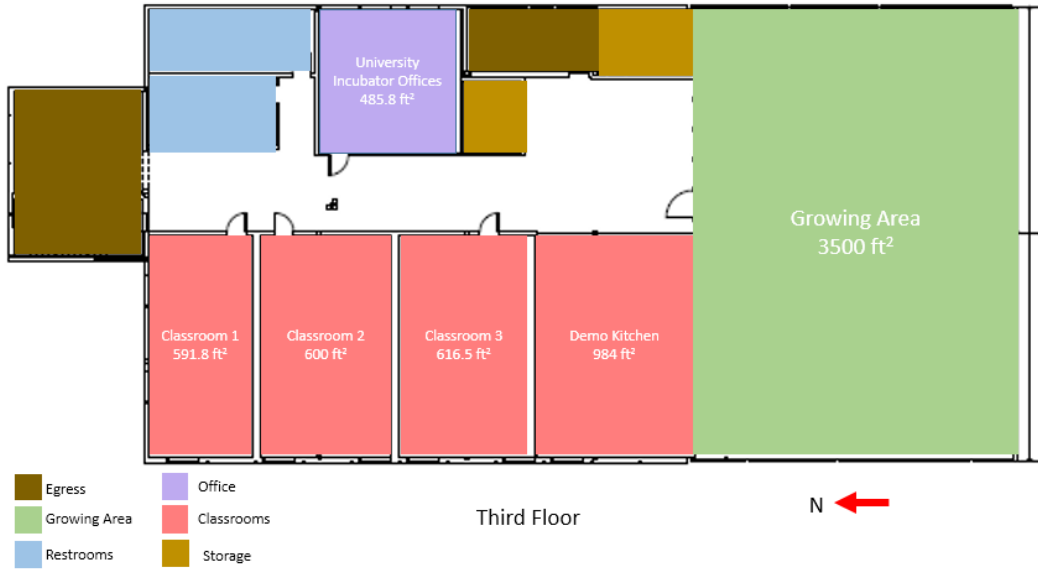 University
Incubator Offices
485.8 ft²
Growing Area
3500 ft²
Classroom 1
591.8 ft²
Classroom 2
600 ft²
Classroom 3
616.5 ft²
Demo Kitchen
984 ft²
Egress
Office
Growing Area
Classrooms
Restrooms
Storage
Third Floor
N